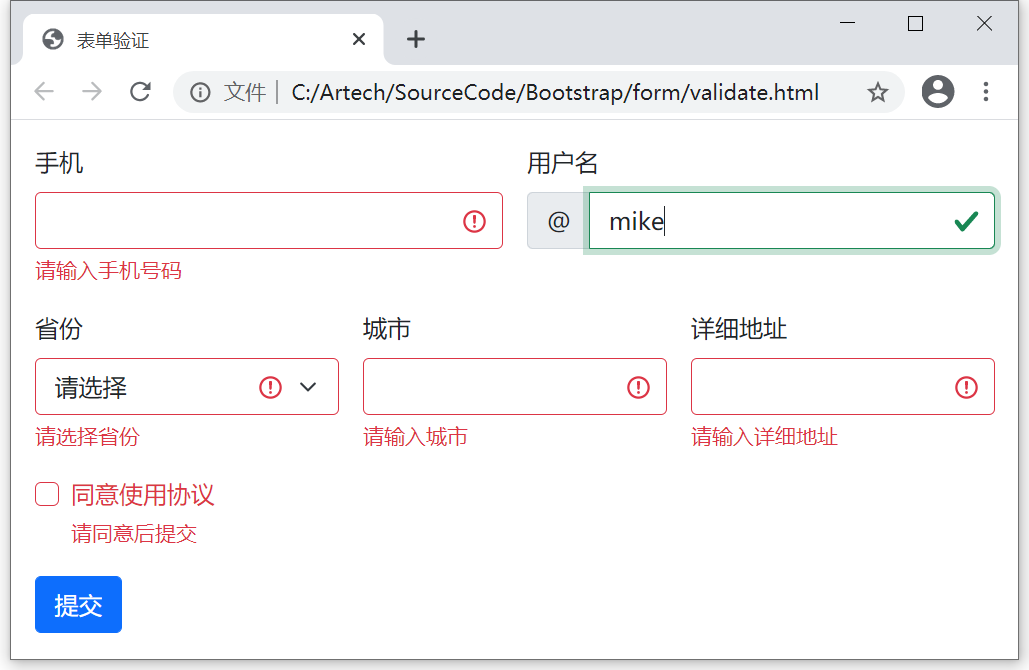 表单验证
文件 C:/Artech/SourceCode/Bootstrap/form/validate.html
手机 用户名
@ mike
请输入手机号码
省份 城市 详细地址
请选择
请选择省份 请输入城市 请输入详细地址
同意使用协议
请同意后提交
提交